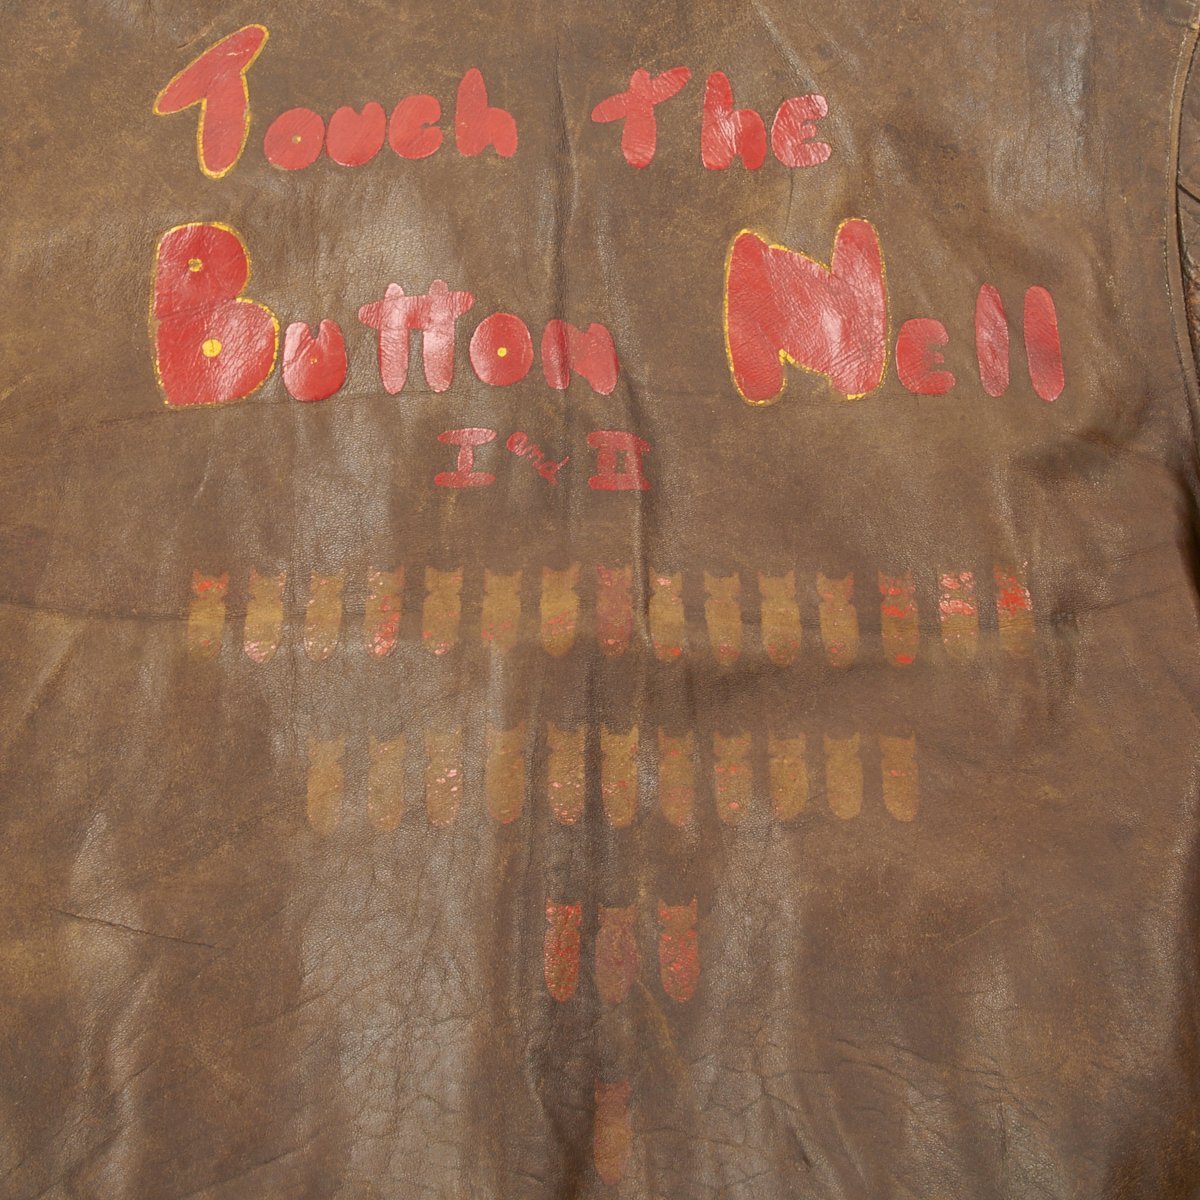 Touch The
Button Nell
I and II